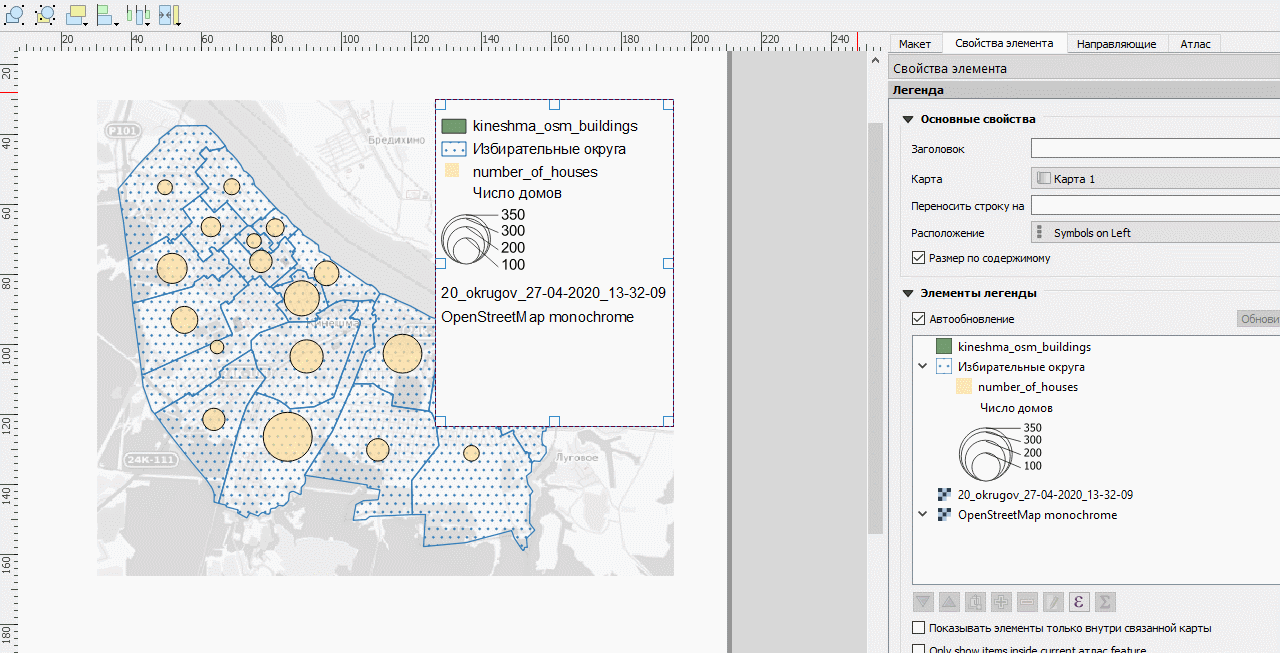 20 40 60 80 100 120 140 160 180 200 220 240
20
40
60
80
100
120
140
160
180
P101
Бредихино
Кинешма
24K-111
Луговое
kineshma_osm_buildings
Избирательные округа
number_of_houses
Число домов
350
300
200
100
20_okrugov_27-04-2020_13-32-09
OpenStreetMap monochrome
Макет Свойства элемента Направляющие Атлас
Свойства элемента
Легенда
Основные свойства
Заголовок
Карта Карта 1
Переносить строку на
Расположение Symbols on Left
Размер по содержимому
Элементы легенды
Автообновление Обнови
kineshma_osm_buildings
Избирательные округа
number_of_houses
Число домов
350
300
200
100
20_okrugov_27-04-2020_13-32-09
OpenStreetMap monochrome
ε Σ
Показывать элементы только внутри связанной карты
Only show items inside current atlas feature